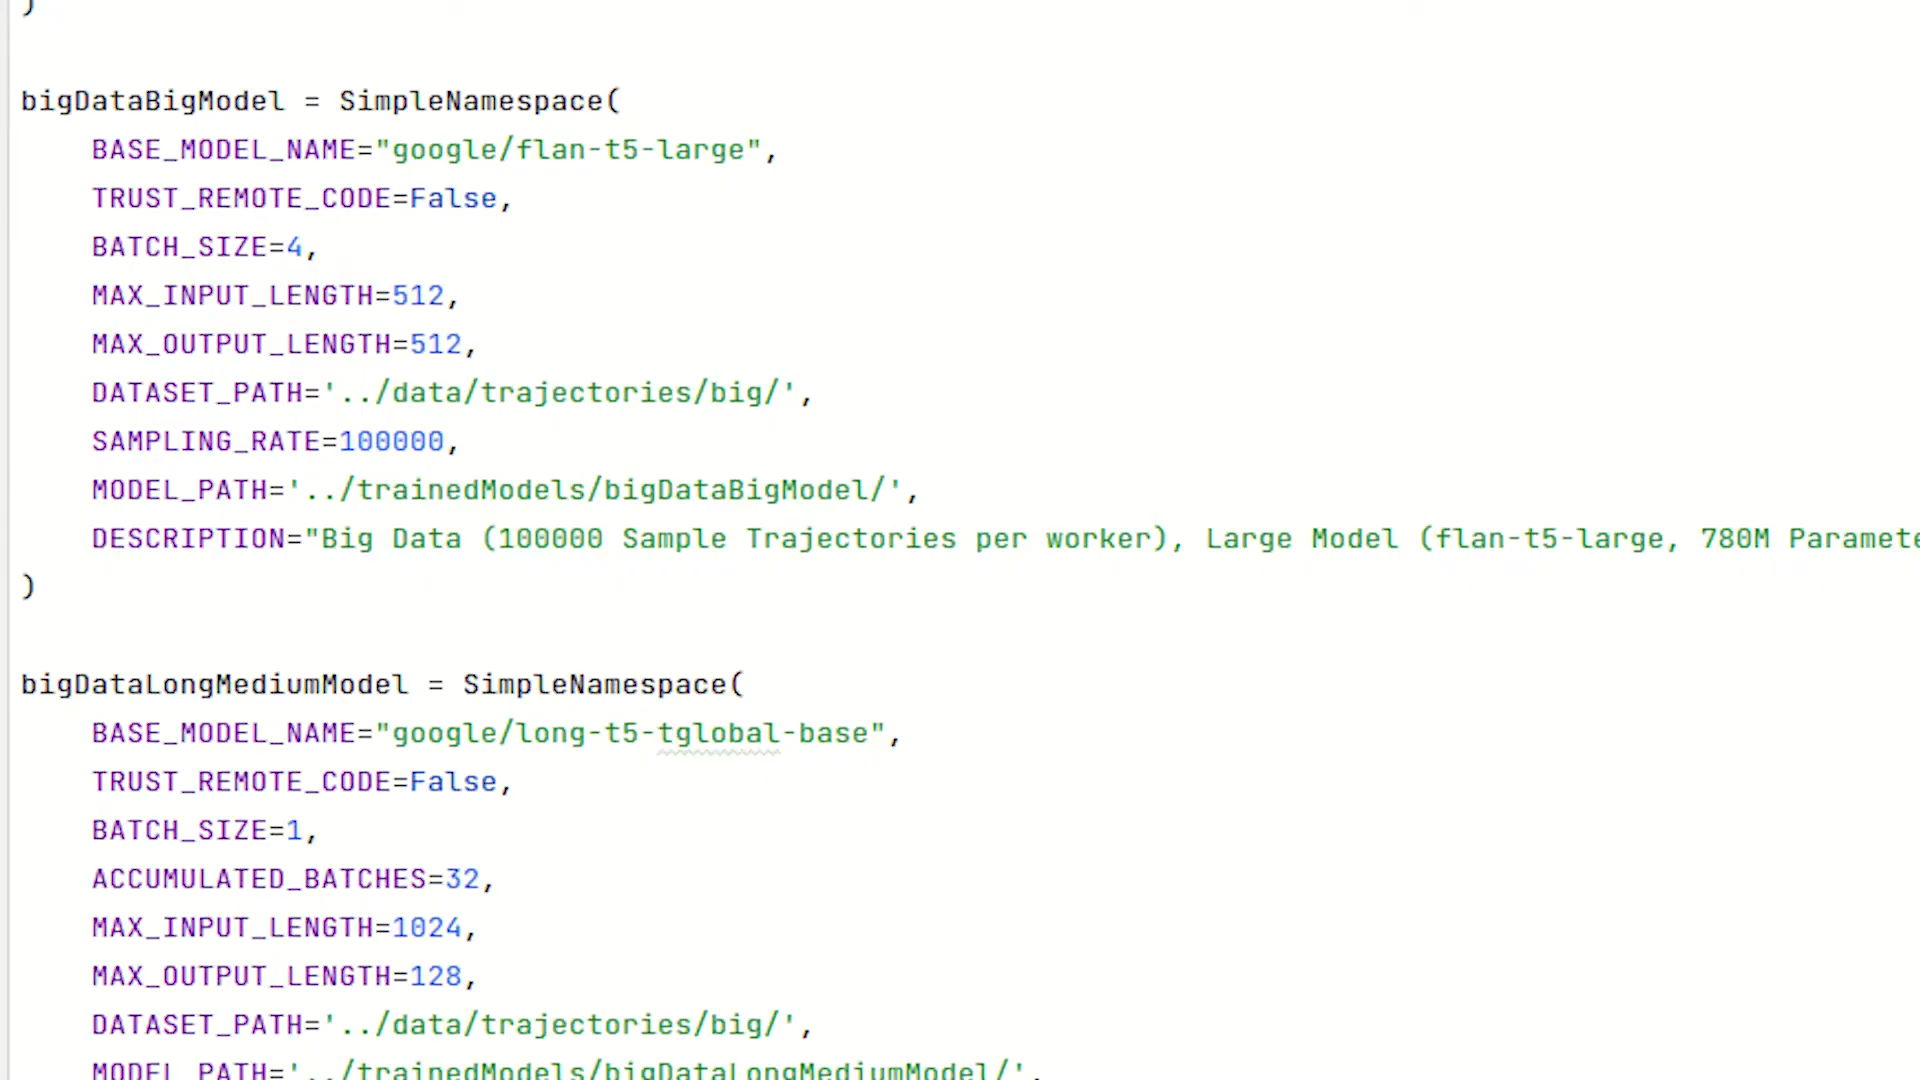 )
bigDataBigModel = SimpleNamespace(
BASE_MODEL_NAME="google/flan-t5-large",
TRUST_REMOTE_CODE=False,
BATCH_SIZE=4,
MAX_INPUT_LENGTH=512,
MAX_OUTPUT_LENGTH=512,
DATASET_PATH='../data/trajectories/big/',
SAMPLING_RATE=100000,
MODEL_PATH='../trainedModels/bigDataBigModel/',
DESCRIPTION="Big Data (100000 Sample Trajectories per worker), Large Model (flan-t5-large, 780M Paramete
)
bigDataLongMediumModel = SimpleNamespace(
BASE_MODEL_NAME="google/long-t5-tglobal-base",
TRUST_REMOTE_CODE=False,
BATCH_SIZE=1,
ACCUMULATED_BATCHES=32,
MAX_INPUT_LENGTH=1024,
MAX_OUTPUT_LENGTH=128,
DATASET_PATH='../data/trajectories/big/',
MODEL_PATH='../trainedModels/bigDataLongMediumModel/',